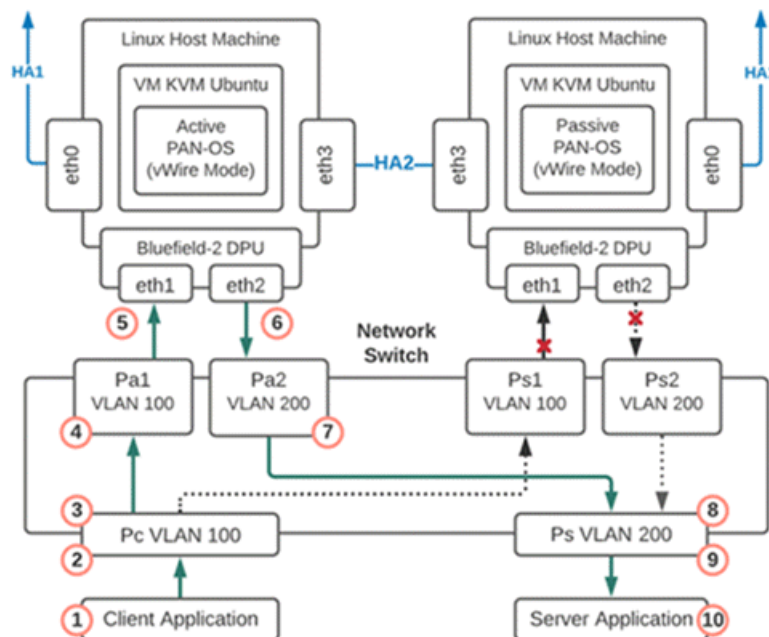 Linux Host Machine
VM KVM Ubuntu
Active
PAN-OS
(vWire Mode)
HA1
eth0
eth3
Bluefield-2 DPU
eth1
eth2
HA2
Linux Host Machine
VM KVM Ubuntu
Passive
PAN-OS
(vWire Mode)
eth3
eth0
HA
Bluefield-2 DPU
eth1
eth2
5
6
Network
Switch
Pa1
VLAN 100
4
Pa2
VLAN 200
7
Ps1
VLAN 100
Ps2
VLAN 200
3
Pc VLAN 100
2
8
Ps VLAN 200
9
1
Client Application
Server Application
10